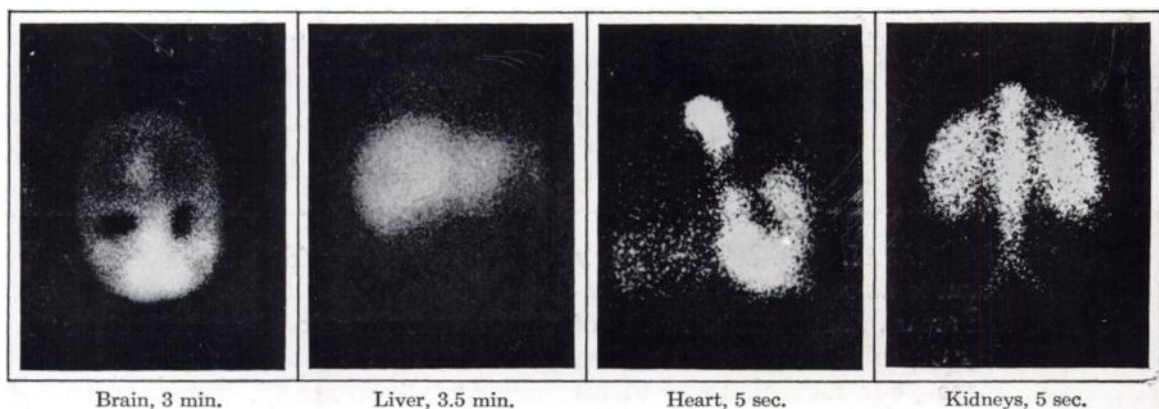 Brain, 3 min.
Liver, 3.5 min.
Heart, 5 sec.
Kidneys, 5 sec.